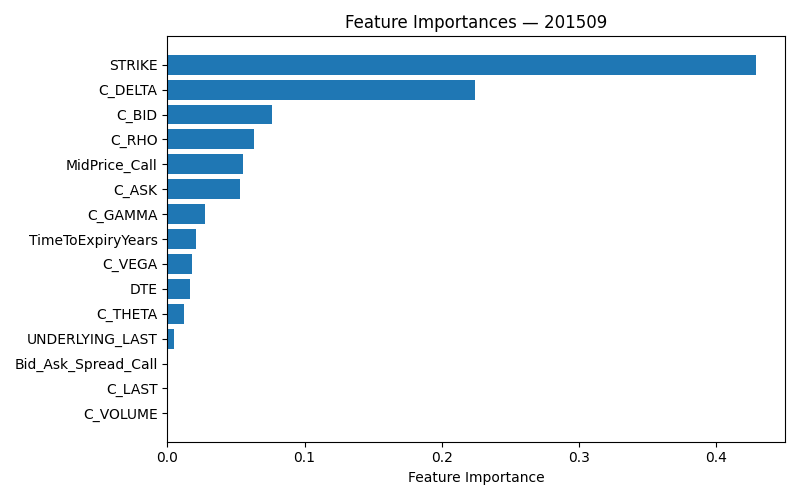 Feature Importances — 201509
STRIKE
C_DELTA
C_BID
C_RHO
MidPrice_Call
C_ASK
C_GAMMA
TimeToExpiryYears
C_VEGA
DTE
C_THETA
UNDERLYING_LAST
Bid_Ask_Spread_Call
C_LAST
C_VOLUME
0.0 0.1 0.2 0.3 0.4
Feature Importance